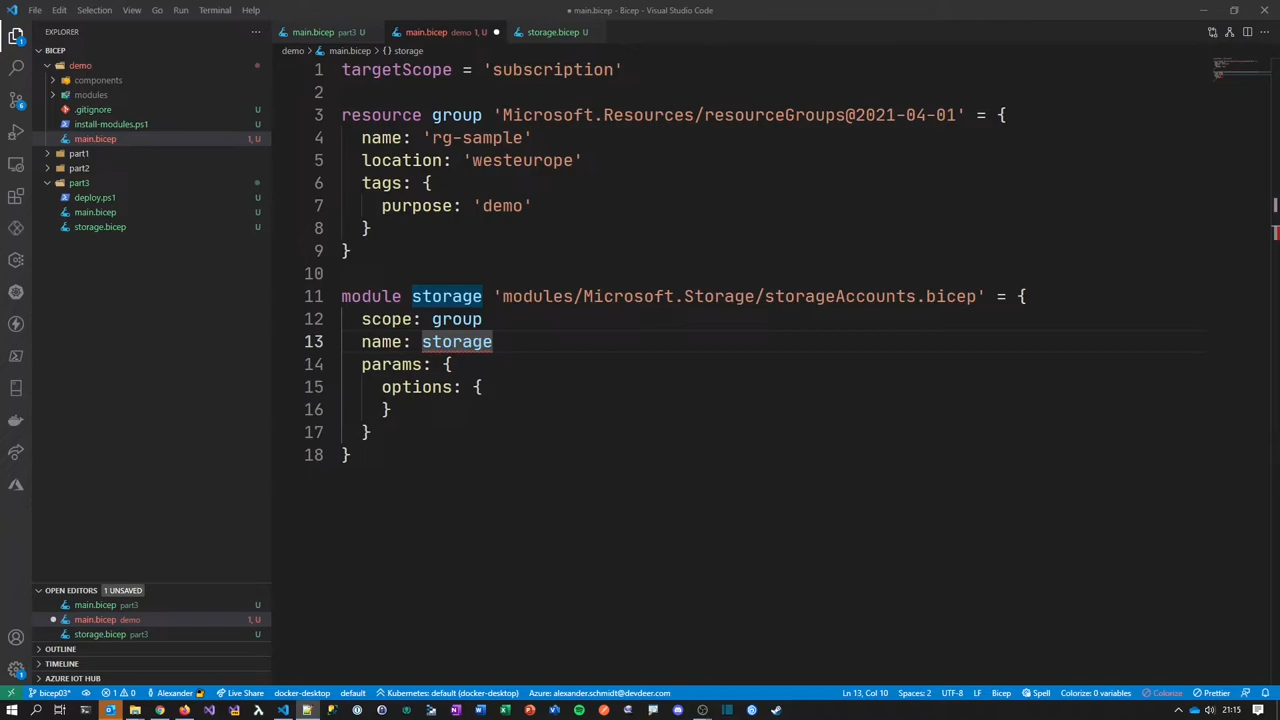 File Edit Selection View Go Run Terminal Help
● main.bicep - Bicep - Visual Studio Code
EXPLORER
BICEP
demo
components
modules
.gitignore U
install-modules.ps1 U
main.bicep 1, U
part1
part2
part3
deploy.ps1 U
main.bicep U
storage.bicep U
OPEN EDITORS 1 UNSAVED
main.bicep part3 U
main.bicep demo 1, U
storage.bicep part3 U
OUTLINE
TIMELINE
AZURE IOT HUB
main.bicep part3 U main.bicep demo 1, U storage.bicep U
demo main.bicep {} storage
1 targetScope = 'subscription'
2
3 resource group 'Microsoft.Resources/resourceGroups@2021-04-01' = {
4 name: 'rg-sample'
5 location: 'westeurope'
6 tags: {
7 purpose: 'demo'
8 }
9 }
10
11 module storage 'modules/Microsoft.Storage/storageAccounts.bicep' = {
12 scope: group
13 name: storage
14 params: {
15 options: {
16 }
17 }
18 }
bicep03* 1 0 Alexander Live Share docker-desktop default Kubernetes: default (docker-desktop) Azure: alexander.schmidt@devdeer.com Ln 13, Col 10 Spaces: 2 UTF-8 LF Bicep Spell Colorize: 0 variables Colorize Prettier
21:15